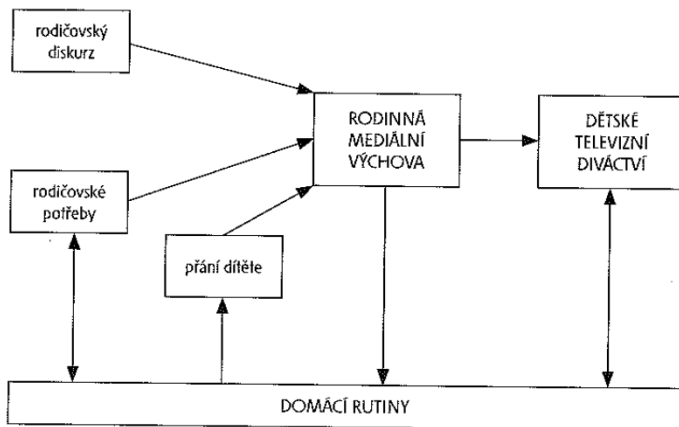 rodičovský
diskurz
RODINNÁ
MEDIÁLNÍ
VÝCHOVA
DĚTSKÉ
TELEVIZNÍ
DIVÁCTVÍ
rodičovské
potřeby
přání dítěte
DOMÁCÍ RUTINY